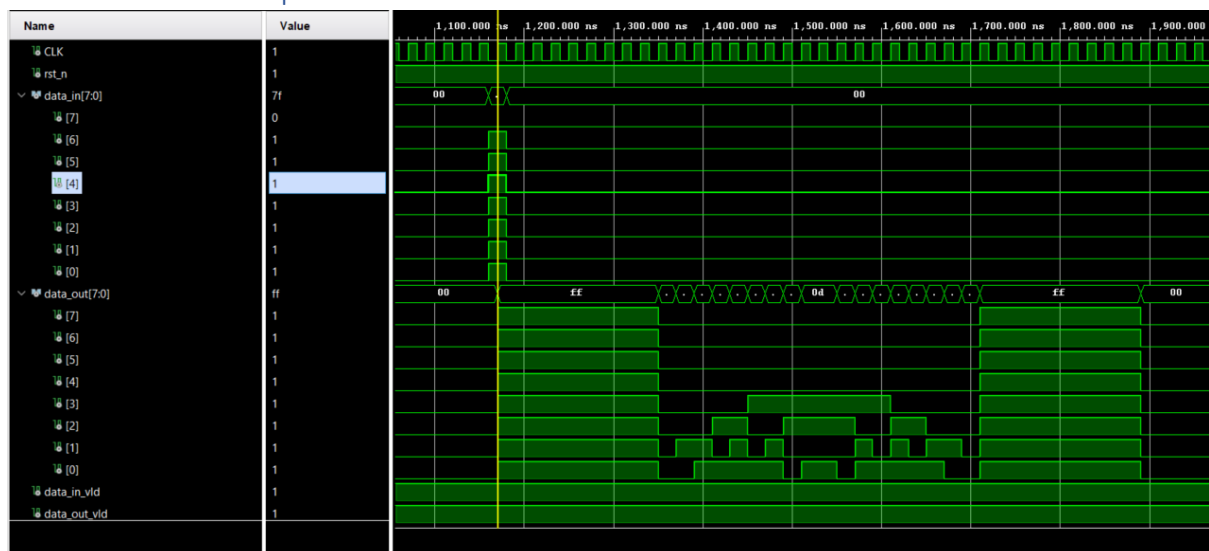 Name Value 1,100.000 ns 1,200.000 ns 1,300.000 ns 1,400.000 ns 1,500.000 ns 1,600.000 ns 1,700.000 ns 1,800.000 ns 1,900.000
CLK 1
rst_n 1
data_in[7:0] 7f 00 00
[7] 0
[6] 1
[5] 1
[4] 1
[3] 1
[2] 1
[1] 1
[0] 1
data_out[7:0] ff 00 ff 0d ff 00
[7] 1
[6] 1
[5] 1
[4] 1
[3] 1
[2] 1
[1] 1
[0] 1
data_in_vld 1
data_out_vld 1